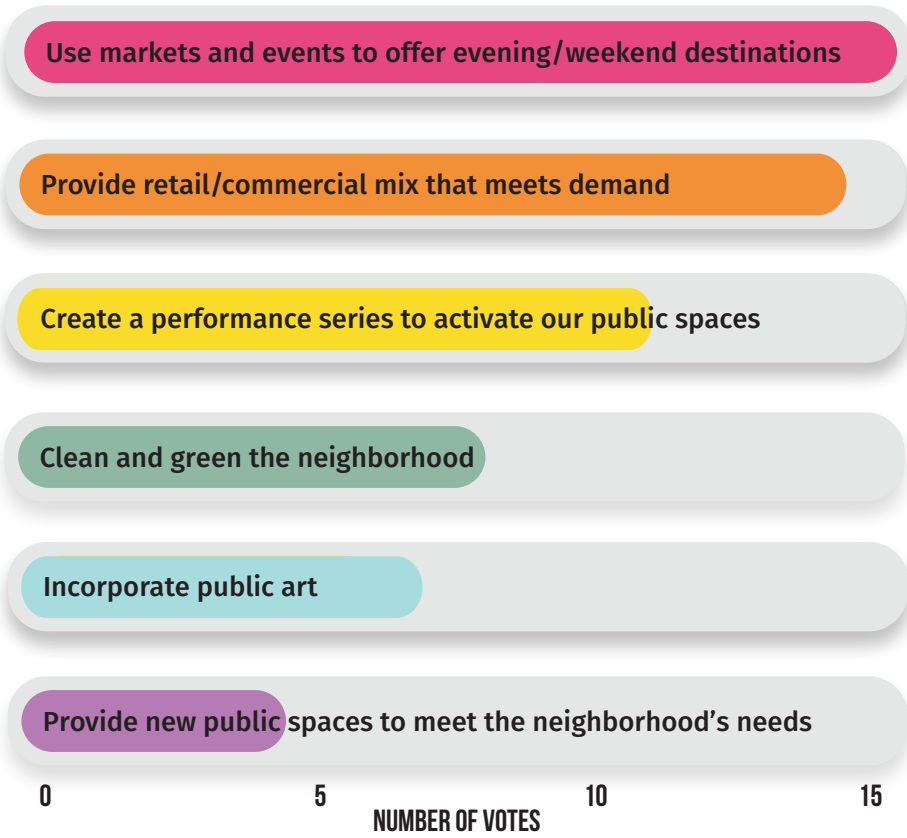 Use markets and events to offer evening/weekend destinations
Provide retail/commercial mix that meets demand
Create a performance series to activate our public spaces
Clean and green the neighborhood
Incorporate public art
Provide new public spaces to meet the neighborhood’s needs
0 5 10 15
NUMBER OF VOTES